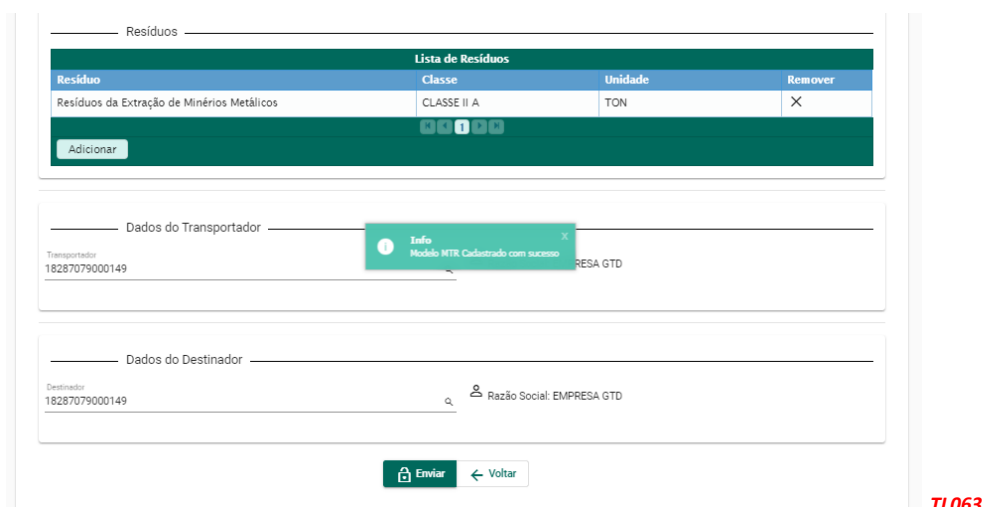 Resíduos
Lista de Resíduos
Resíduo Classe Unidade Remover
Resíduos da Extração de Minérios Metálicos CLASSE II A TON
1
Adicionar
Dados do Transportador
Info X
Modelo MTR Cadastrado com sucesso
Transportador
18287079000149
RESA GTD
Dados do Destinador
Destinador
18287079000149
Razão Social: EMPRESA GTD
Enviar Voltar
TL063